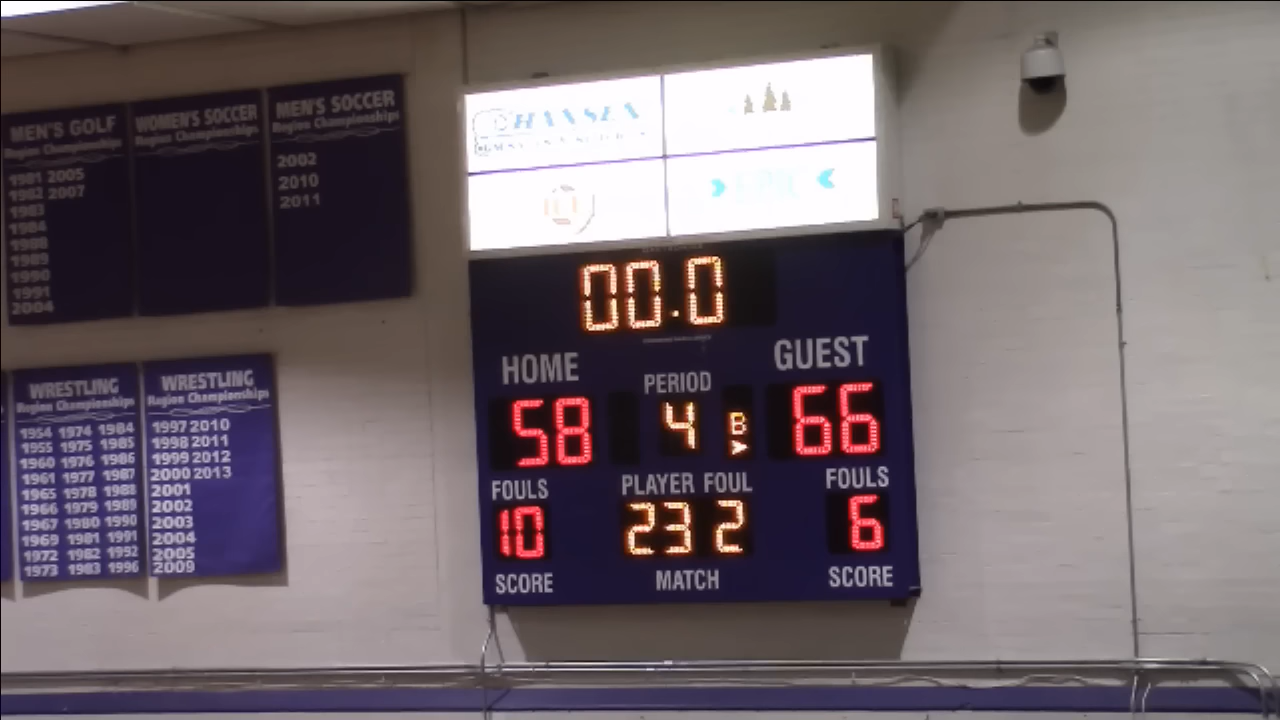 MEN'S GOLF
Region Championships
1981 2005
1982 2007
1983
1984
1988
1989
1990
1991
2004
WOMEN'S SOCCER
Region Championships
MEN'S SOCCER
Region Championships
2002
2010
2011
HANSEN
EPIC
00.0
HOME
GUEST
PERIOD
58
4
B
66
FOULS
PLAYER FOUL
FOULS
10
23 2
6
SCORE
MATCH
SCORE
WRESTLING
Region Championships
1954 1974 1984
1955 1975 1985
1960 1976 1986
1961 1977 1987
1965 1978 1988
1966 1979 1989
1967 1980 1990
1969 1981 1991
1972 1982 1992
1973 1983 1996
WRESTLING
Region Championships
1997 2010
1998 2011
1999 2012
2000 2013
2001
2002
2003
2004
2005
2009